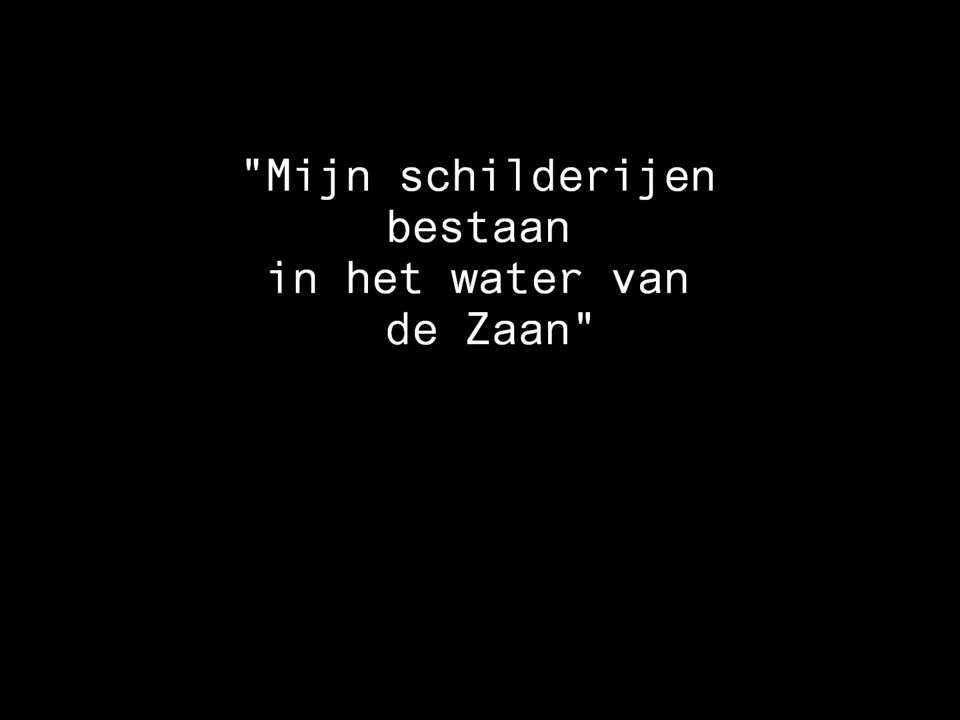 "Mijn schilderijen
bestaan
in het water van
de Zaan"